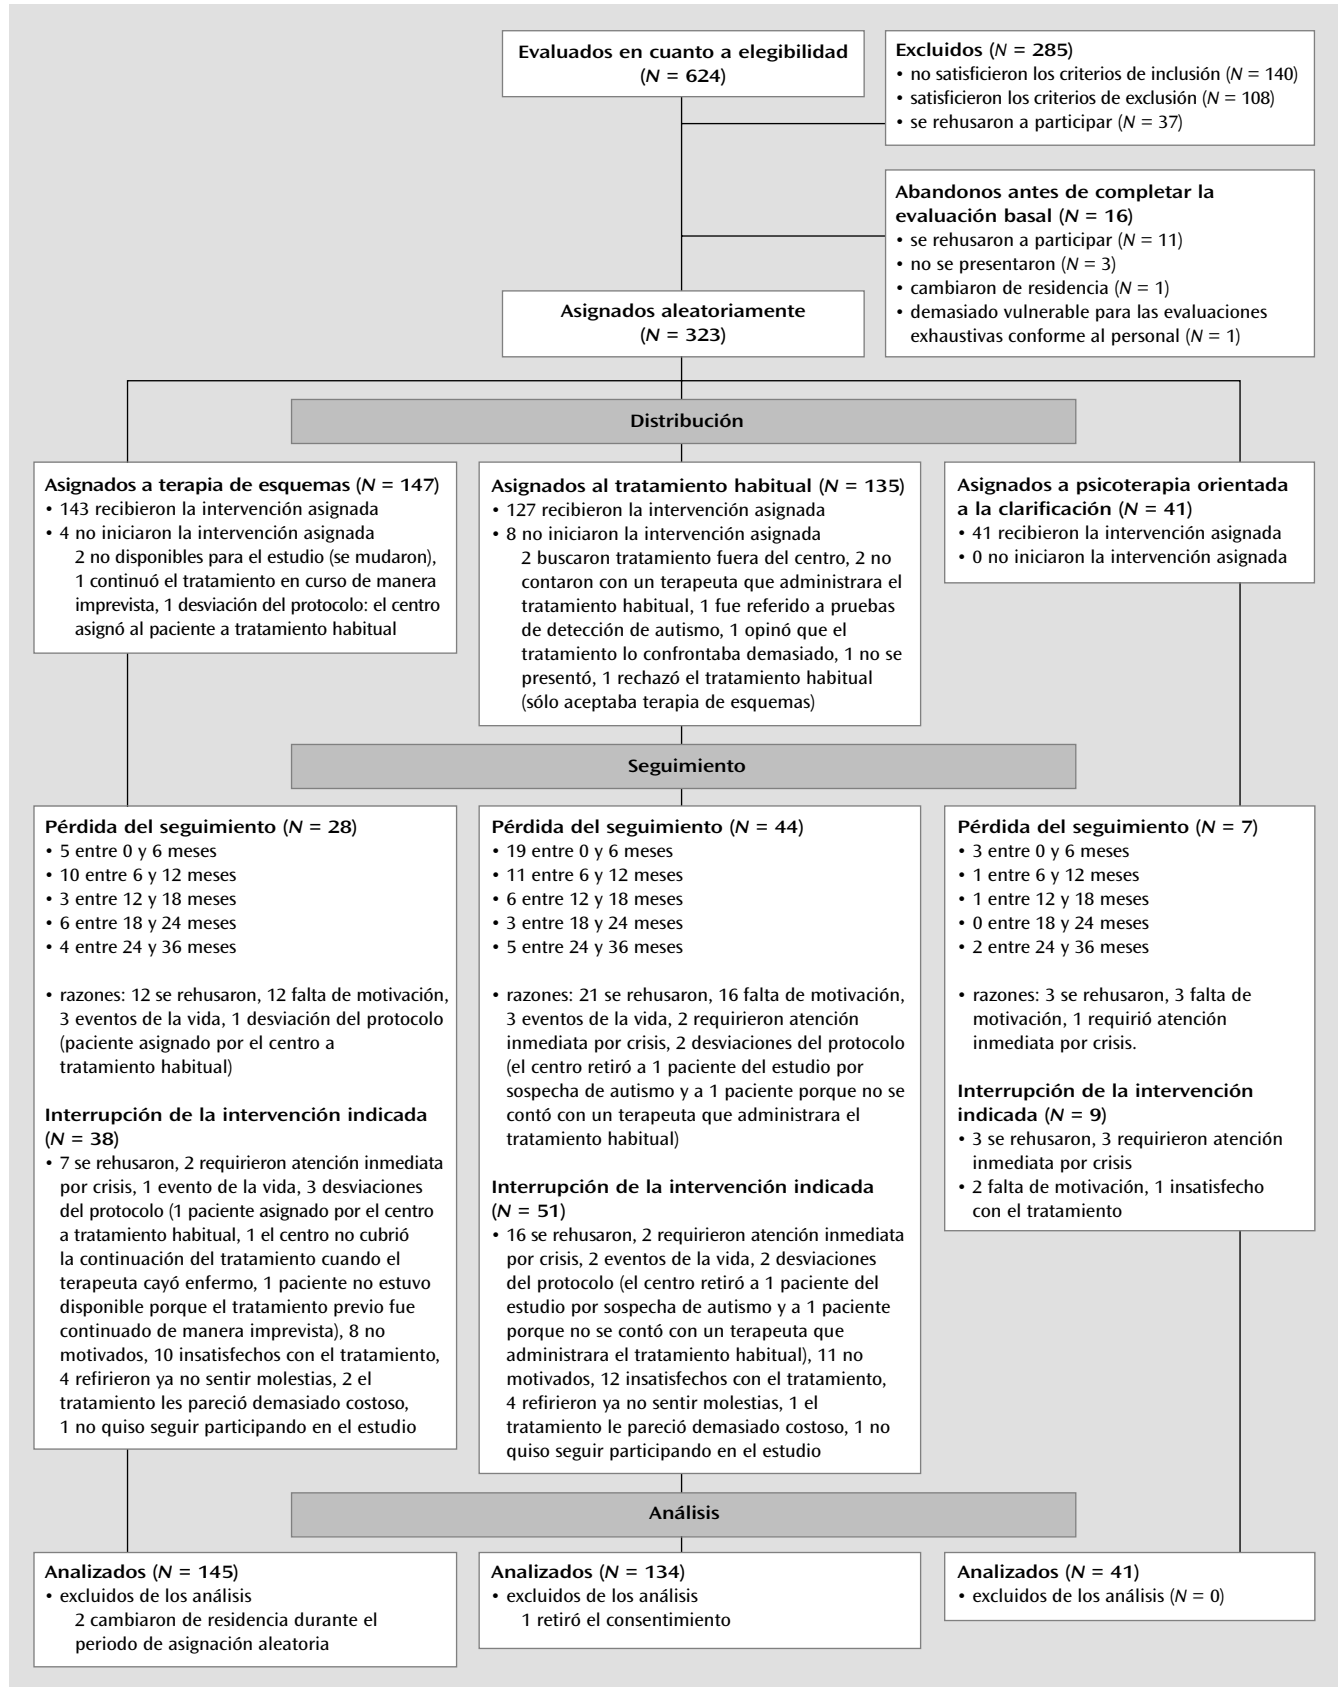 Evaluados en cuanto a elegibilidad
(N = 624)
Excluidos (N = 285)
• no satisficieron los criterios de inclusión (N = 140)
• satisficieron los criterios de exclusión (N = 108)
• se rehusaron a participar (N = 37)
Abandonos antes de completar la
evaluación basal (N = 16)
• se rehusaron a participar (N = 11)
• no se presentaron (N = 3)
• cambiaron de residencia (N = 1)
• demasiado vulnerable para las evaluaciones
exhaustivas conforme al personal (N = 1)
Asignados aleatoriamente
(N = 323)
Distribución
Asignados a terapia de esquemas (N = 147)
• 143 recibieron la intervención asignada
• 4 no iniciaron la intervención asignada
2 no disponibles para el estudio (se mudaron),
1 continuó el tratamiento en curso de manera
imprevista, 1 desviación del protocolo: el centro
asignó al paciente a tratamiento habitual
Asignados al tratamiento habitual (N = 135)
• 127 recibieron la intervención asignada
• 8 no iniciaron la intervención asignada
2 buscaron tratamiento fuera del centro, 2 no
contaron con un terapeuta que administrara el
tratamiento habitual, 1 fue referido a pruebas
de detección de autismo, 1 opinó que el
tratamiento lo confrontaba demasiado, 1 no se
presentó, 1 rechazó el tratamiento habitual
(sólo aceptaba terapia de esquemas)
Asignados a psicoterapia orientada
a la clarificación (N = 41)
• 41 recibieron la intervención asignada
• 0 no iniciaron la intervención asignada
Seguimiento
Pérdida del seguimiento (N = 28)
• 5 entre 0 y 6 meses
• 10 entre 6 y 12 meses
• 3 entre 12 y 18 meses
• 6 entre 18 y 24 meses
• 4 entre 24 y 36 meses
• razones: 12 se rehusaron, 12 falta de motivación,
3 eventos de la vida, 1 desviación del protocolo
(paciente asignado por el centro a
tratamiento habitual)
Interrupción de la intervención indicada
(N = 38)
• 7 se rehusaron, 2 requirieron atención inmediata
por crisis, 1 evento de la vida, 3 desviaciones
del protocolo (1 paciente asignado por el centro
a tratamiento habitual, 1 el centro no cubrió
la continuación del tratamiento cuando el
terapeuta cayó enfermo, 1 paciente no estuvo
disponible porque el tratamiento previo fue
continuado de manera imprevista), 8 no
motivados, 10 insatisfechos con el tratamiento,
4 refirieron ya no sentir molestias, 2 el
tratamiento les pareció demasiado costoso,
1 no quiso seguir participando en el estudio
Pérdida del seguimiento (N = 44)
• 19 entre 0 y 6 meses
• 11 entre 6 y 12 meses
• 6 entre 12 y 18 meses
• 3 entre 18 y 24 meses
• 5 entre 24 y 36 meses
• razones: 21 se rehusaron, 16 falta de motivación,
3 eventos de la vida, 2 requirieron atención
inmediata por crisis, 2 desviaciones del protocolo
(el centro retiró a 1 paciente del estudio por
sospecha de autismo y a 1 paciente porque no se
contó con un terapeuta que administrara el
tratamiento habitual)
Interrupción de la intervención indicada
(N = 51)
• 16 se rehusaron, 2 requirieron atención inmediata
por crisis, 2 eventos de la vida, 2 desviaciones
del protocolo (el centro retiró a 1 paciente del
estudio por sospecha de autismo y a 1 paciente
porque no se contó con un terapeuta que
administrara el tratamiento habitual), 11 no
motivados, 12 insatisfechos con el tratamiento,
4 refirieron ya no sentir molestias, 1 el
tratamiento le pareció demasiado costoso, 1 no
quiso seguir participando en el estudio
Pérdida del seguimiento (N = 7)
• 3 entre 0 y 6 meses
• 1 entre 6 y 12 meses
• 1 entre 12 y 18 meses
• 0 entre 18 y 24 meses
• 2 entre 24 y 36 meses
• razones: 3 se rehusaron, 3 falta de
motivación, 1 requirió atención
inmediata por crisis.
Interrupción de la intervención
indicada (N = 9)
• 3 se rehusaron, 3 requirieron atención
inmediata por crisis
• 2 falta de motivación, 1 insatisfecho
con el tratamiento
Análisis
Analizados (N = 145)
• excluidos de los análisis
2 cambiaron de residencia durante el
periodo de asignación aleatoria
Analizados (N = 134)
• excluidos de los análisis
1 retiró el consentimiento
Analizados (N = 41)
• excluidos de los análisis (N = 0)